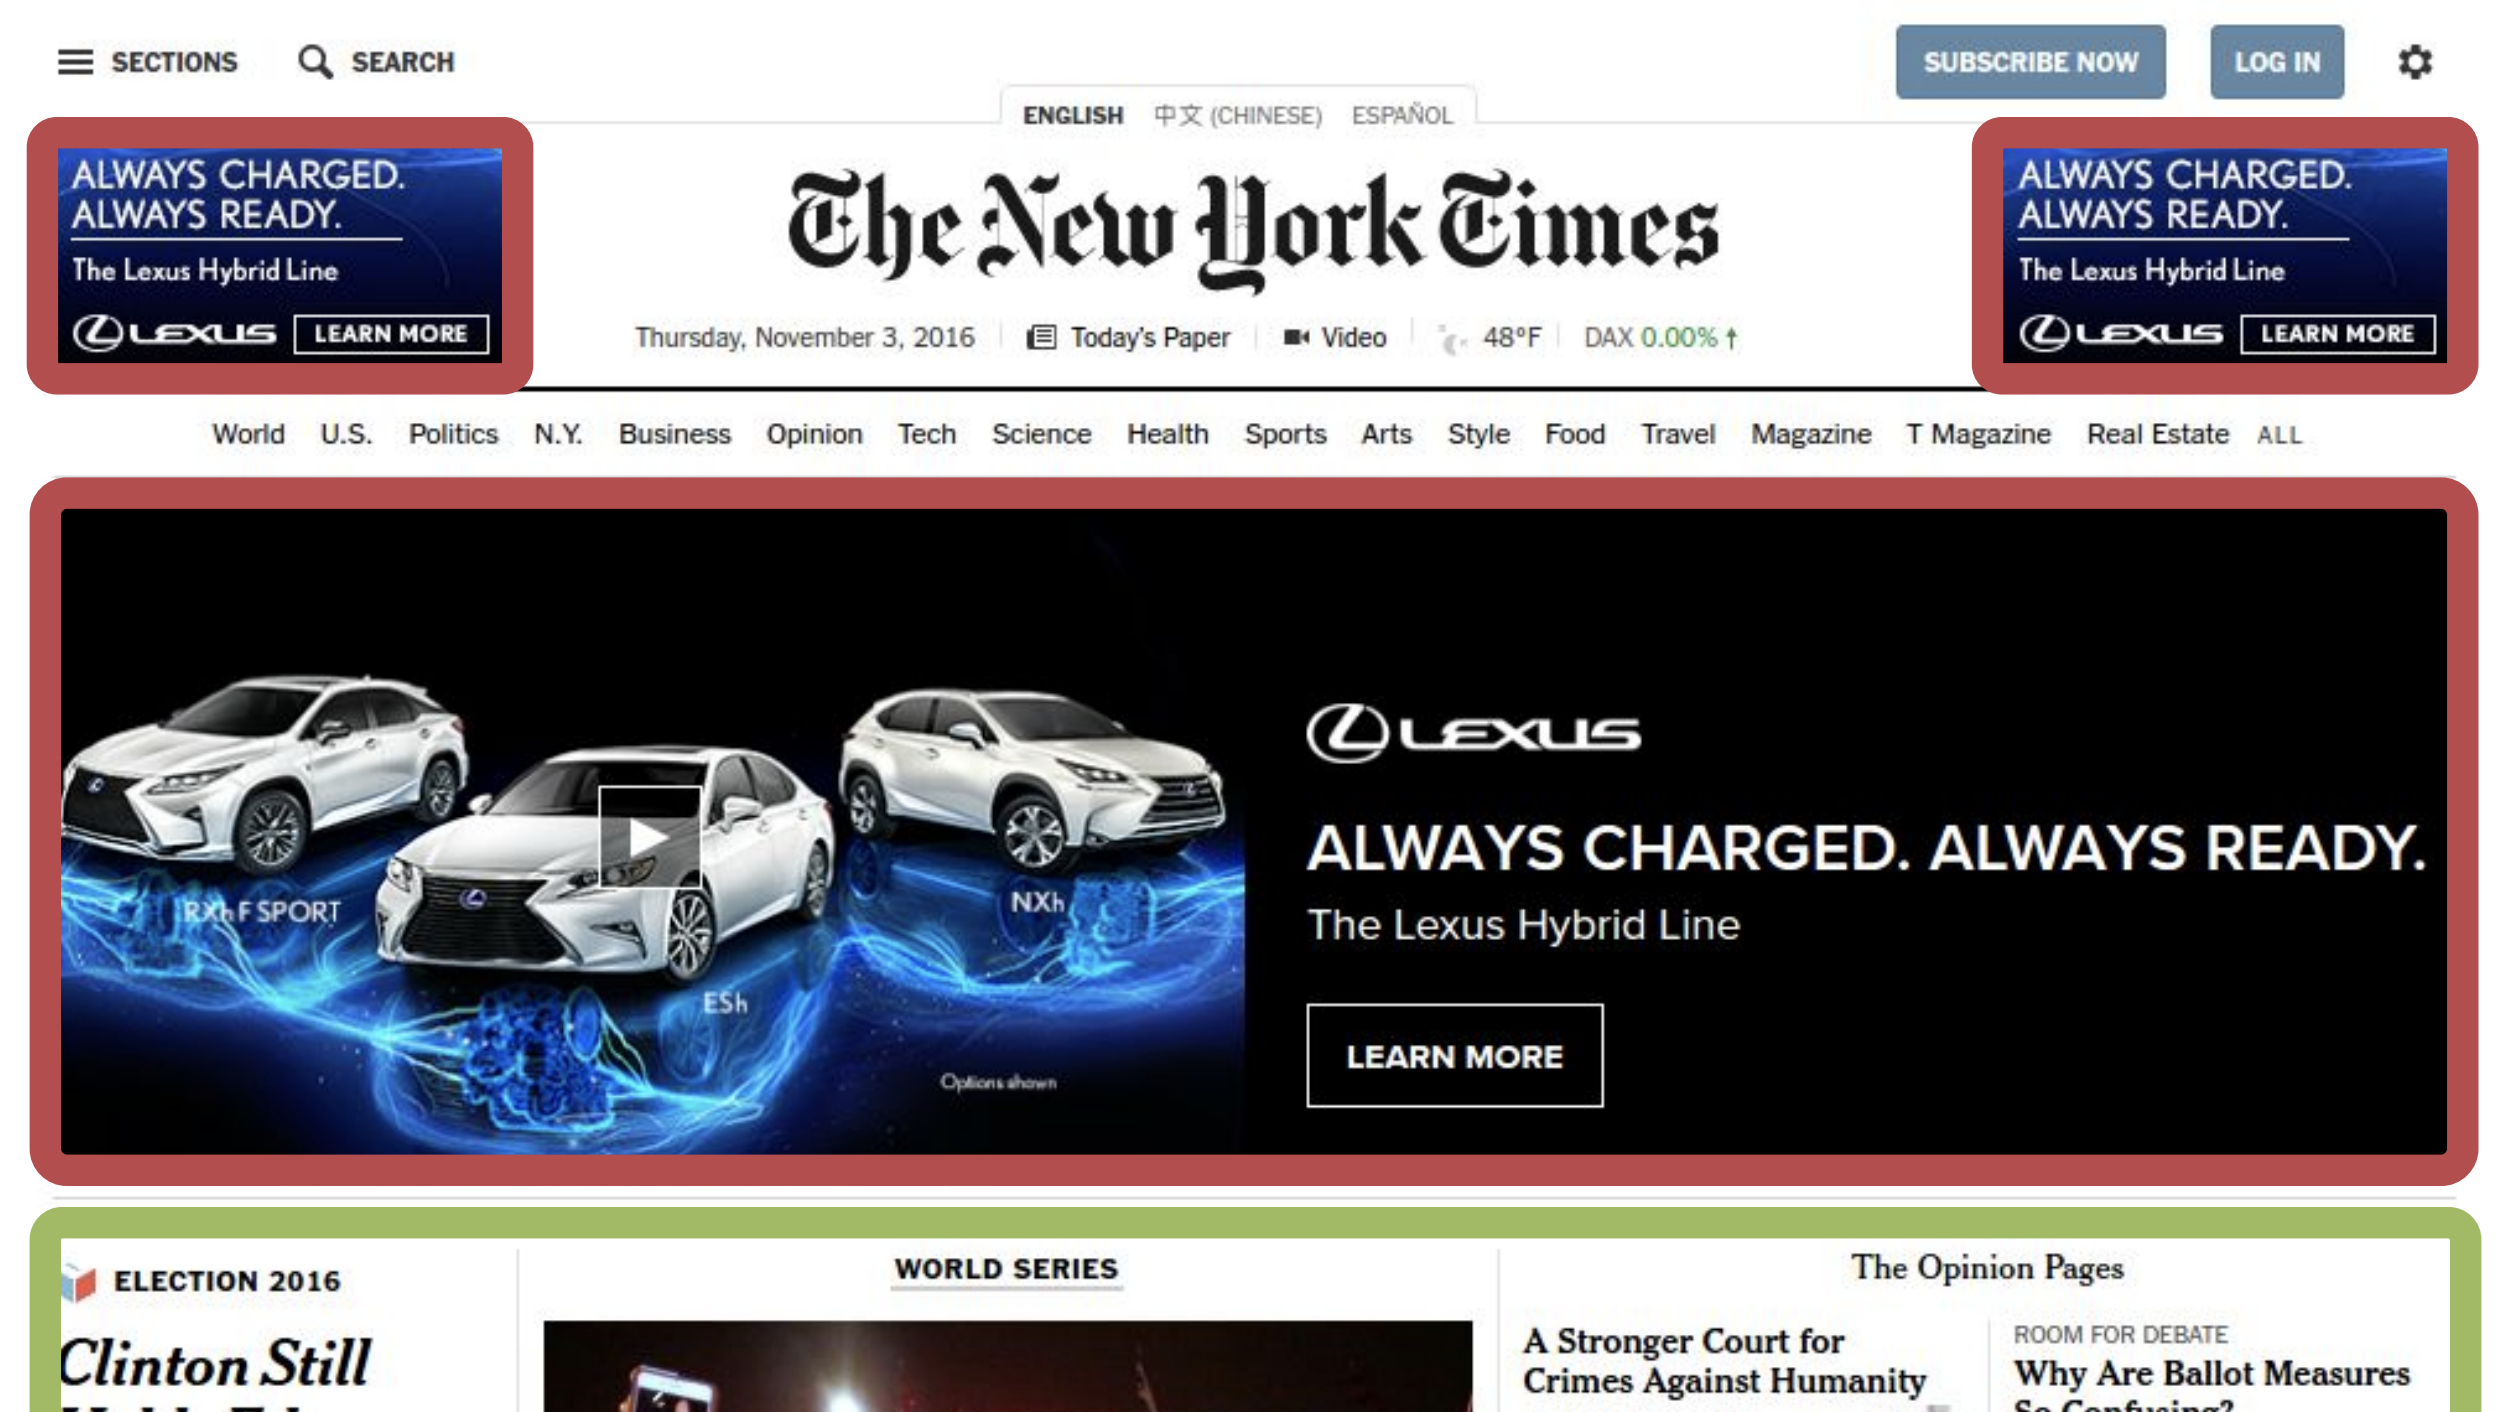 SECTIONS
SEARCH
SUBSCRIBE NOW
LOG IN
ENGLISH 中文 (CHINESE) ESPAÑOL
ALWAYS CHARGED.
ALWAYS READY.
The Lexus Hybrid Line
LEXUS
LEARN MORE
The New York Times
ALWAYS CHARGED.
ALWAYS READY.
The Lexus Hybrid Line
LEXUS
LEARN MORE
Thursday, November 3, 2016
Today's Paper
Video
48°F
DAX 0.00%
World U.S. Politics N.Y. Business Opinion Tech Science Health Sports Arts Style Food Travel Magazine T Magazine Real Estate ALL
RXh F SPORT
ESh
NXh
Options shown
LEXUS
ALWAYS CHARGED. ALWAYS READY.
The Lexus Hybrid Line
LEARN MORE
ELECTION 2016
Clinton Still
WORLD SERIES
The Opinion Pages
A Stronger Court for
Crimes Against Humanity
ROOM FOR DEBATE
Why Are Ballot Measures
So Confusing?